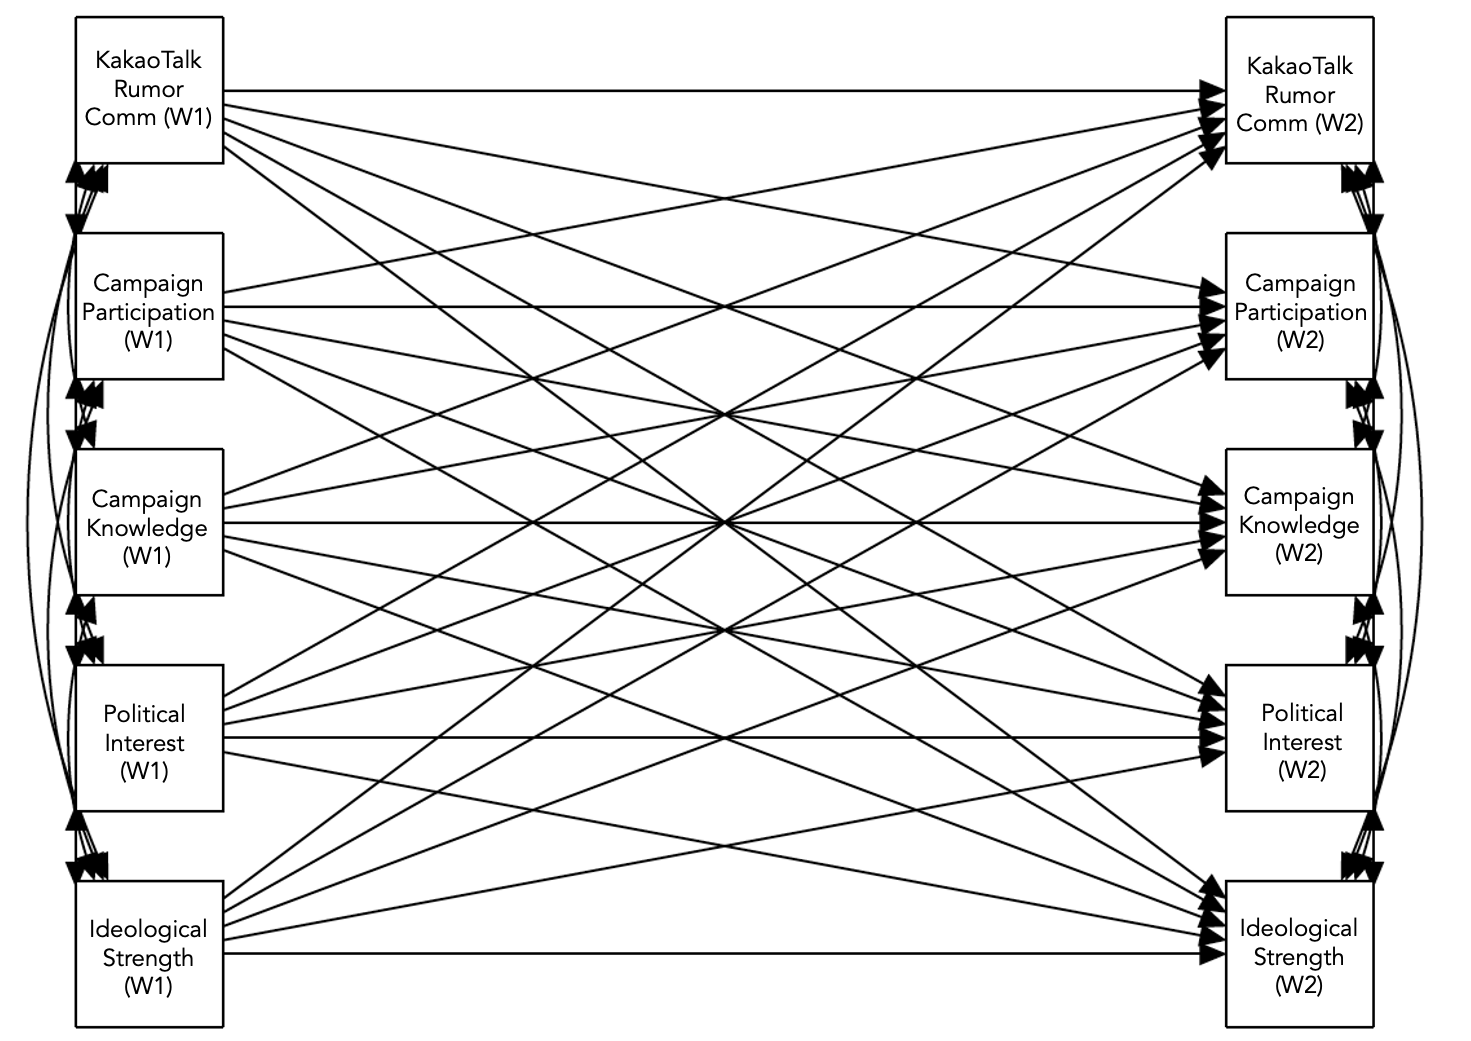 KakaoTalk
Rumor
Comm (W1)
KakaoTalk
Rumor
Comm (W2)
Campaign
Participation
(W1)
Campaign
Participation
(W2)
Campaign
Knowledge
(W1)
Campaign
Knowledge
(W2)
Political
Interest
(W1)
Political
Interest
(W2)
Ideological
Strength
(W1)
Ideological
Strength
(W2)